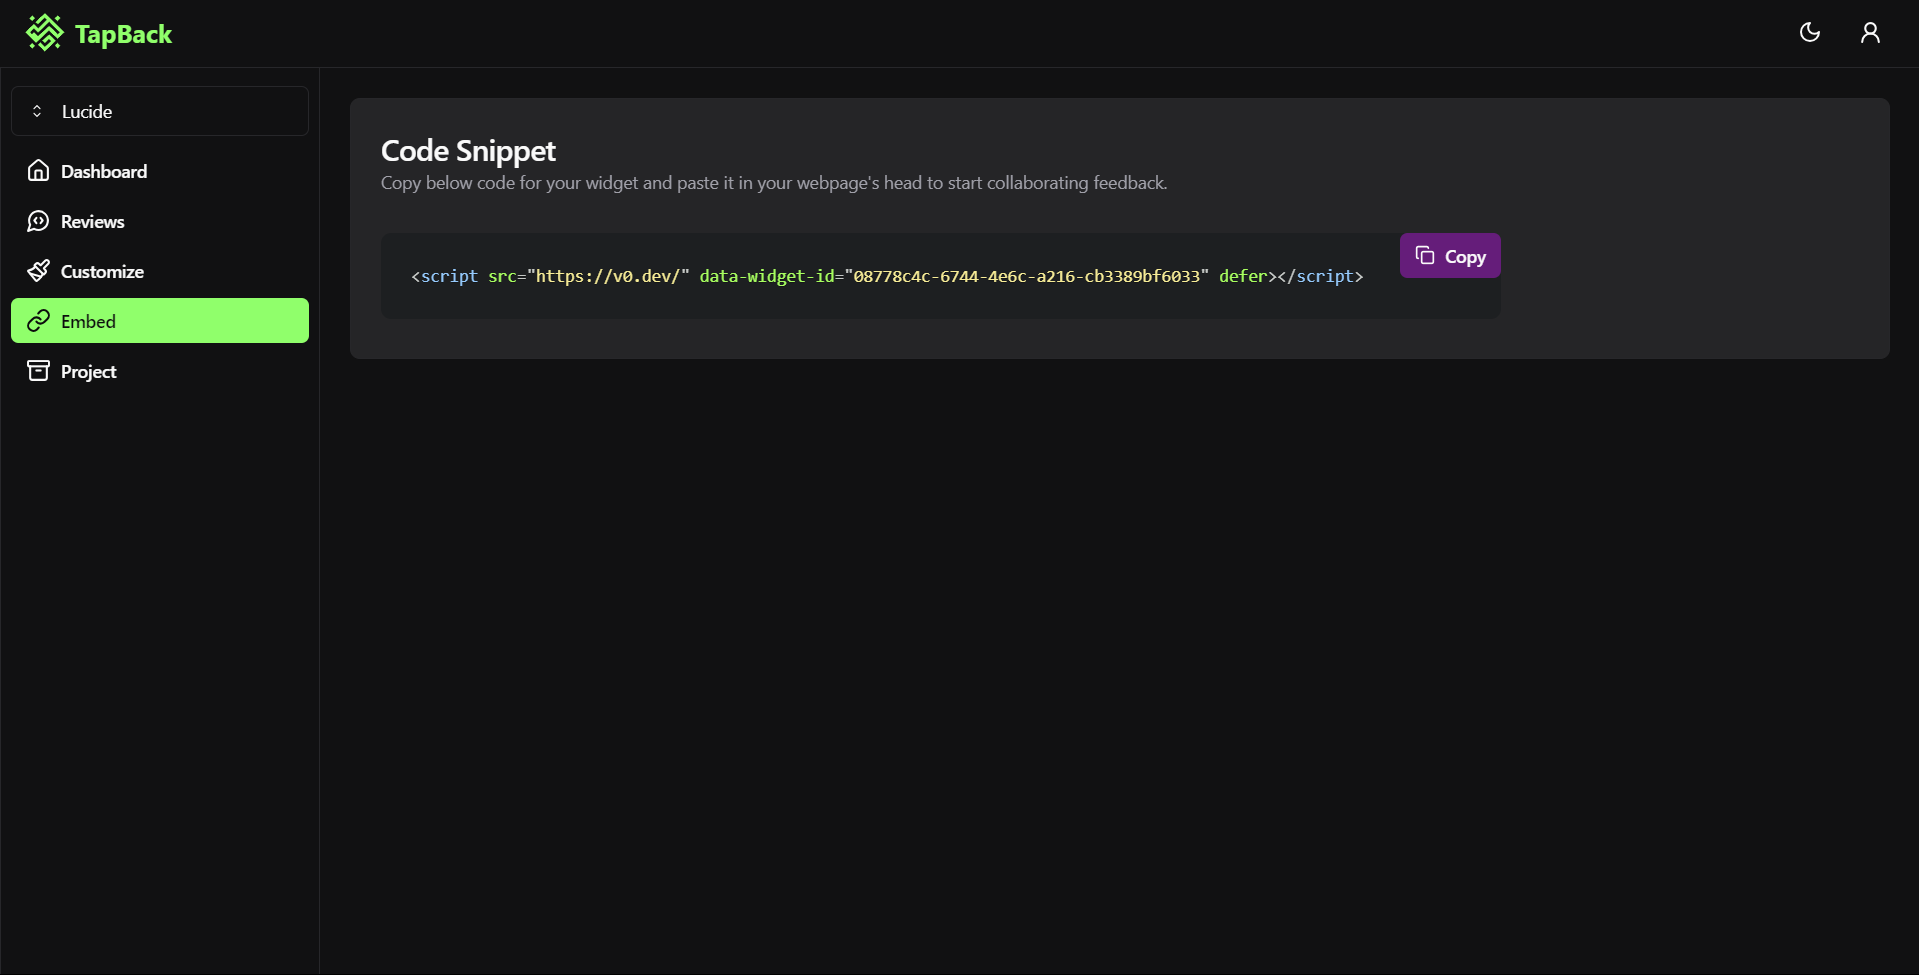 TapBack
Lucide
Dashboard
Reviews
Customize
Embed
Project
Code Snippet
Copy below code for your widget and paste it in your webpage's head to start collaborating feedback.
<script src="https://v0.dev/" data-widget-id="08778c4c-6744-4e6c-a216-cb3389bf6033" defer></script>
Copy